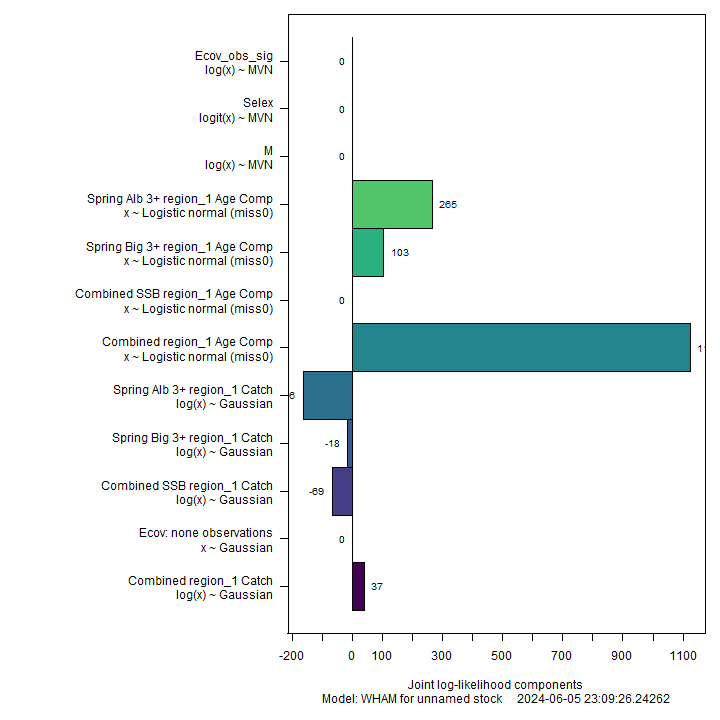 Ecov_obs_sig
log(x) ~ MVN
0
Selex
logit(x) ~ MVN
0
M
log(x) ~ MVN
0
Spring Alb 3+ region_1 Age Comp
x ~ Logistic normal (miss0)
265
Spring Big 3+ region_1 Age Comp
x ~ Logistic normal (miss0)
103
Combined SSB region_1 Age Comp
x ~ Logistic normal (miss0)
0
Combined region_1 Age Comp
x ~ Logistic normal (miss0)
Spring Alb 3+ region_1 Catch
log(x) ~ Gaussian
Spring Big 3+ region_1 Catch
log(x) ~ Gaussian
-18
Combined SSB region_1 Catch
log(x) ~ Gaussian
-69
Ecov: none observations
x ~ Gaussian
0
Combined region_1 Catch
log(x) ~ Gaussian
37
-200 0 100 300 500 700 900 1100
Joint log-likelihood components
Model: WHAM for unnamed stock 2024-06-05 23:09:26.24262